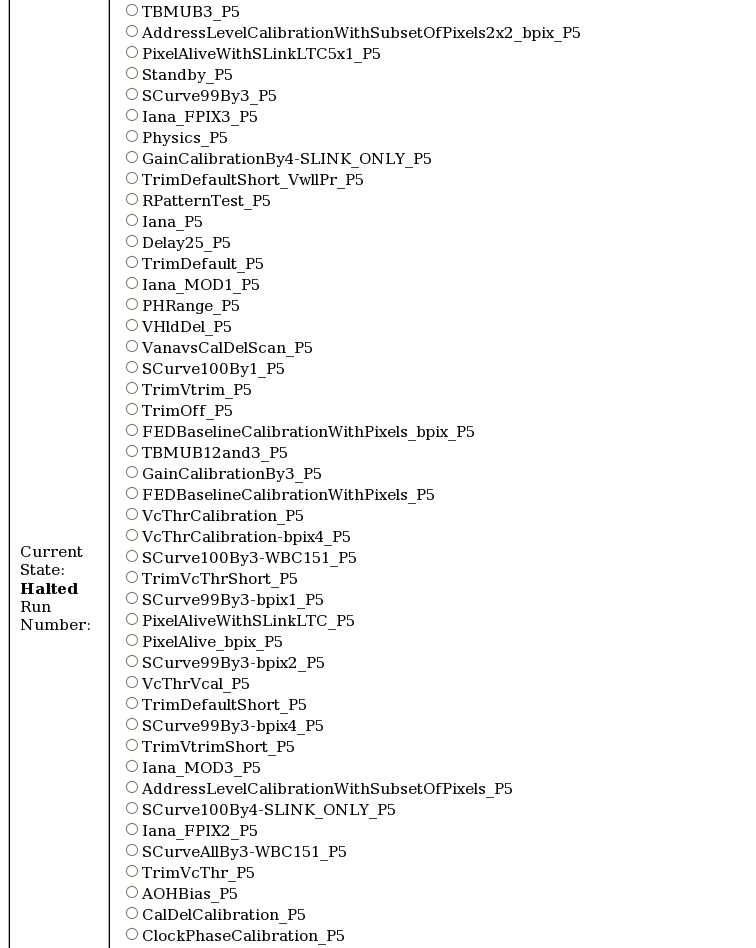 TBMUB3_P5
AddressLevelCalibrationWithSubsetOfPixels2x2_bpix_P5
PixelAliveWithSLinkLTC5x1_P5
Standby_P5
SCurve99By3_P5
Iana_FPIX3_P5
Physics_P5
GainCalibrationBy4-SLINK_ONLY_P5
TrimDefaultShort_VwllPr_P5
RPatternTest_P5
Iana_P5
Delay25_P5
TrimDefault_P5
Iana_MOD1_P5
PHRange_P5
VHldDel_P5
VanavsCalDelScan_P5
SCurve100By1_P5
TrimVtrim_P5
TrimOff_P5
FEDBaselineCalibrationWithPixels_bpix_P5
TBMUB12and3_P5
GainCalibrationBy3_P5
FEDBaselineCalibrationWithPixels_P5
VcThrCalibration_P5
VcThrCalibration-bpix4_P5
SCurve100By3-WBC151_P5
TrimVcThrShort_P5
SCurve99By3-bpix1_P5
PixelAliveWithSLinkLTC_P5
PixelAlive_bpix_P5
SCurve99By3-bpix2_P5
VcThrVcal_P5
TrimDefaultShort_P5
SCurve99By3-bpix4_P5
TrimVtrimShort_P5
Iana_MOD3_P5
AddressLevelCalibrationWithSubsetOfPixels_P5
SCurve100By4-SLINK_ONLY_P5
Iana_FPIX2_P5
SCurveAllBy3-WBC151_P5
TrimVcThr_P5
AOHBias_P5
CalDelCalibration_P5
ClockPhaseCalibration_P5
Current
State:
Halted
Run
Number: